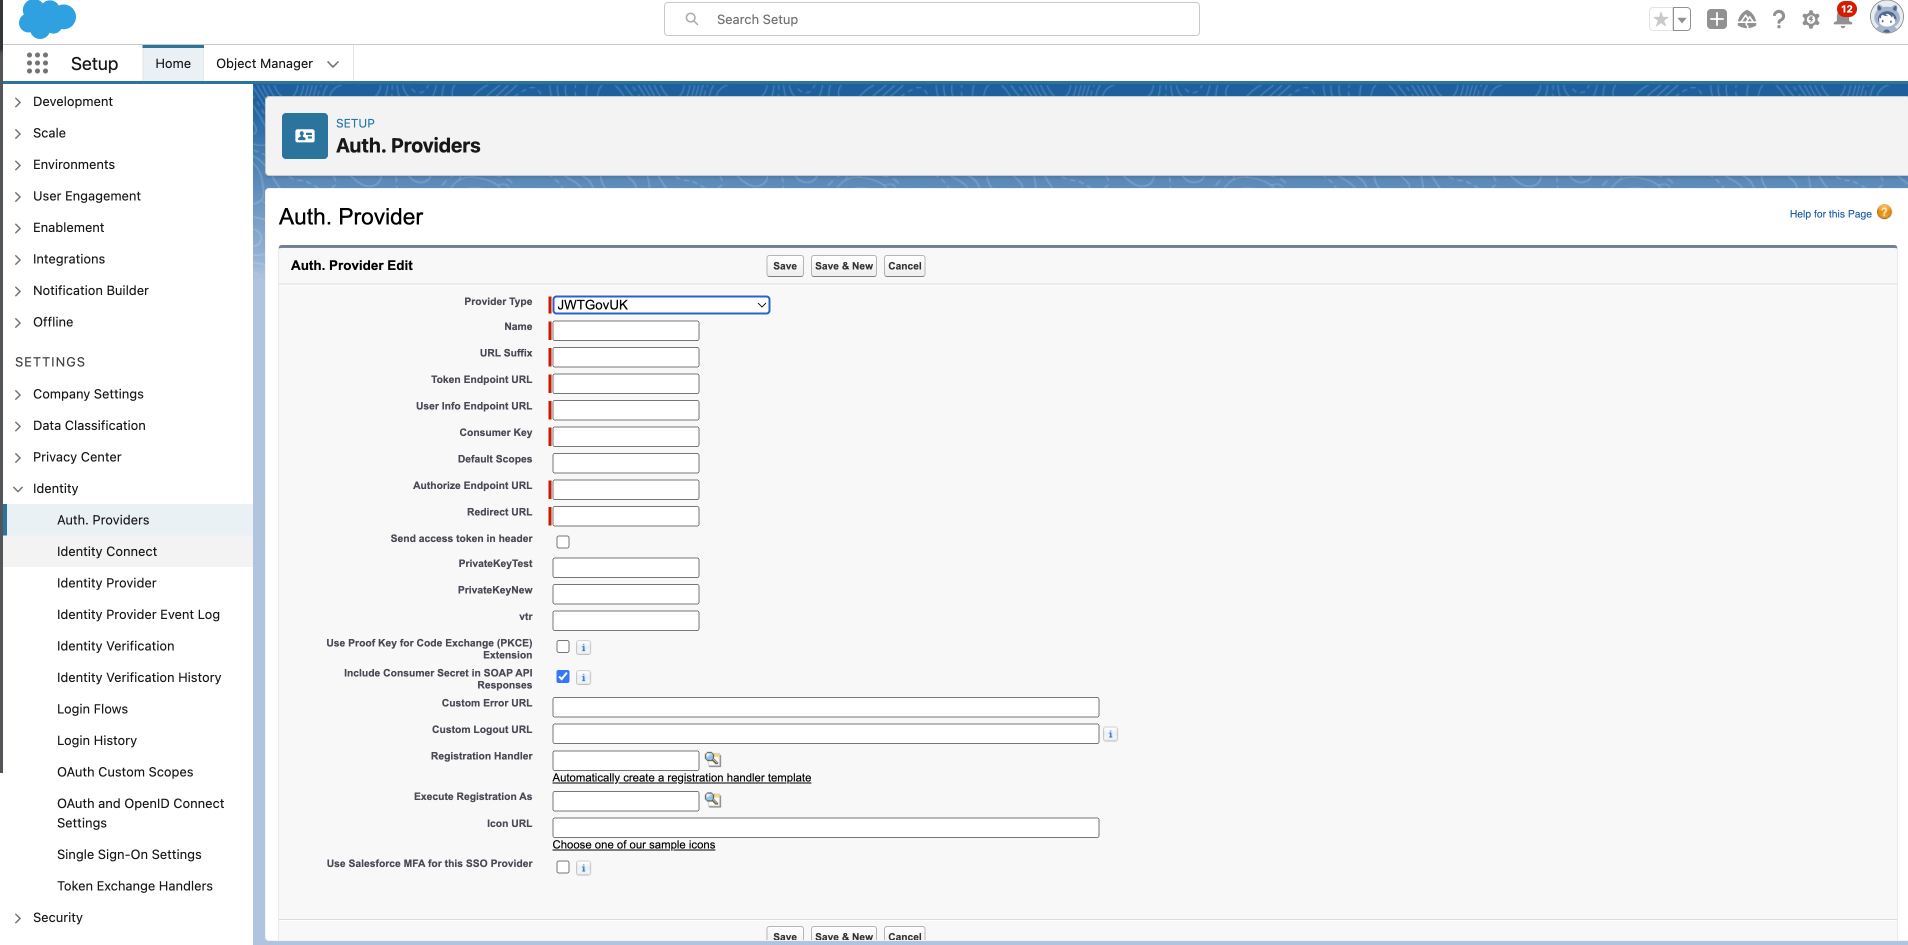 Search Setup
12
Setup
Home
Object Manager
Development
Scale
Environments
User Engagement
Enablement
Integrations
Notification Builder
Offline
SETTINGS
Company Settings
Data Classification
Privacy Center
Identity
Auth. Providers
Identity Connect
Identity Provider
Identity Provider Event Log
Identity Verification
Identity Verification History
Login Flows
Login History
OAuth Custom Scopes
OAuth and OpenID Connect
Settings
Single Sign-On Settings
Token Exchange Handlers
Security
SETUP
Auth. Providers
Auth. Provider
Help for this Page ?
Auth. Provider Edit
Save
Save & New
Cancel
Provider Type
JWTGovUK
Name
URL Suffix
Token Endpoint URL
User Info Endpoint URL
Consumer Key
Default Scopes
Authorize Endpoint URL
Redirect URL
Send access token in header
PrivateKeyTest
PrivateKeyNew
vtr
Use Proof Key for Code Exchange (PKCE)
Extension
i
Include Consumer Secret in SOAP API
Responses
i
Custom Error URL
Custom Logout URL
i
Registration Handler
Automatically create a registration handler template
Execute Registration As
Icon URL
Choose one of our sample icons
Use Salesforce MFA for this SSO Provider
i
Save
Save & New
Cancel